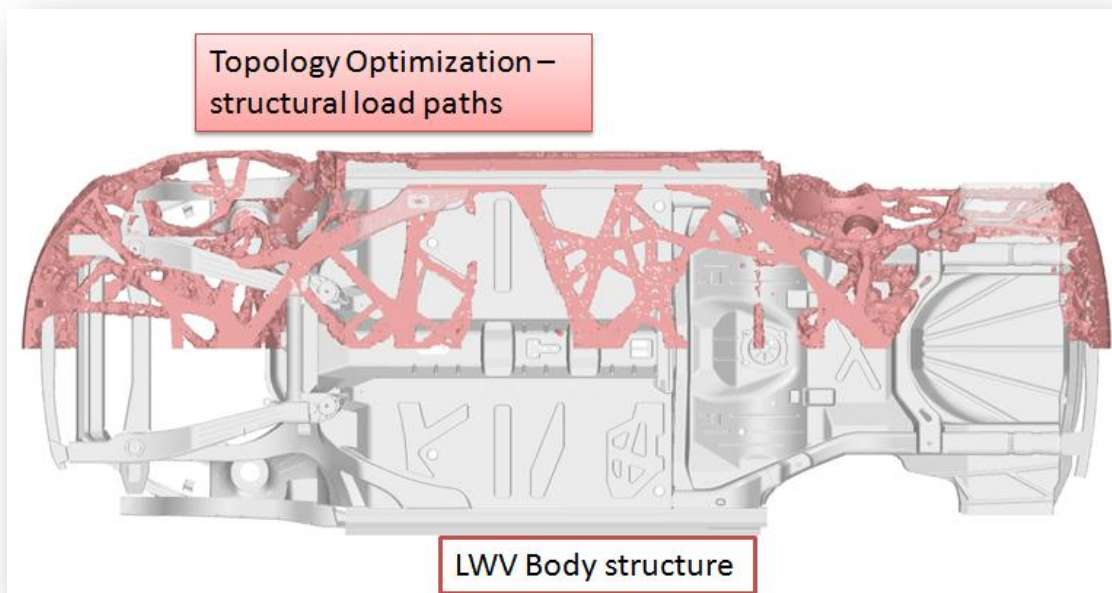 Topology Optimization –
structural load paths
LWV Body structure